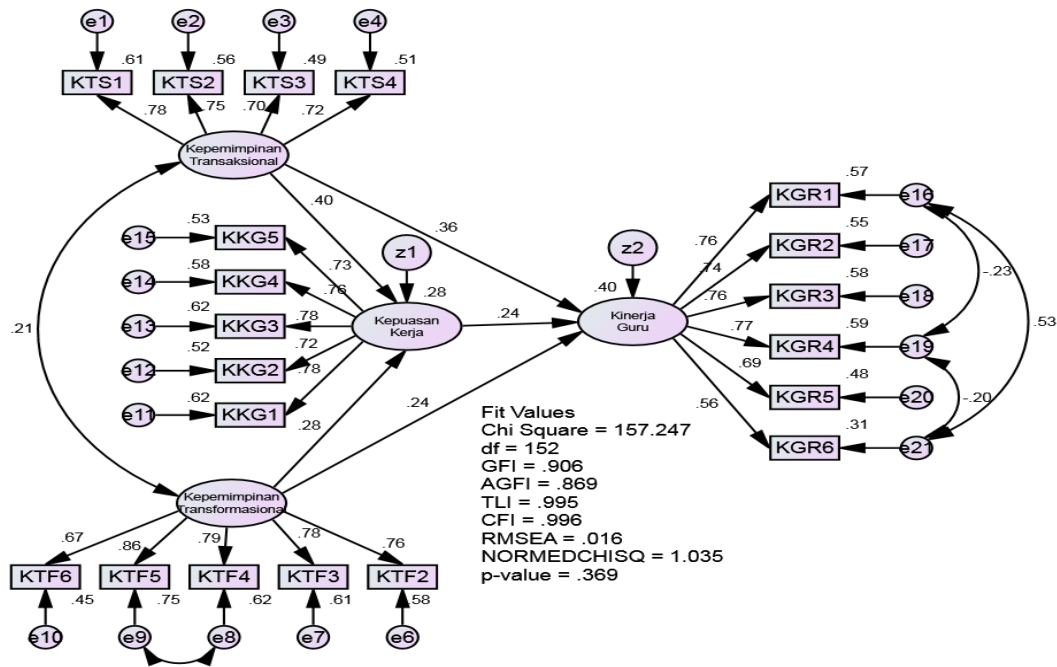 e1 e2 e3 e4
.61 .56 .49 .51
KTS1 KTS2 KTS3 KTS4
.78 .75 .70 .72
Kepemimpinan
Transaksional
.40
.36
.21
e15 .53 KKG5 .73
e14 .58 KKG4 .76
e13 .62 KKG3 .78
e12 .52 KKG2 .72
e11 .62 KKG1 .78
z1
.28
Kepuasan
Kerja
.24
z2
.40
Kinerja
Guru
.28
.24
.76 KGR1 .57 e16
.74 KGR2 .55 e17
.76 KGR3 .58 e18
.77 KGR4 .59 e19
.69 KGR5 .48 e20
.56 KGR6 .31 e21
-.23
.53
-.20
Fit Values
Chi Square = 157.247
df = 152
GFI = .906
AGFI = .869
TLI = .995
CFI = .996
RMSEA = .016
NORMEDCHISQ = 1.035
p-value = .369
Kepemimpinan
Transformasional
.67 .86 .79 .78 .76
KTF6 KTF5 KTF4 KTF3 KTF2
.45 .75 .62 .61 .58
e10 e9 e8 e7 e6